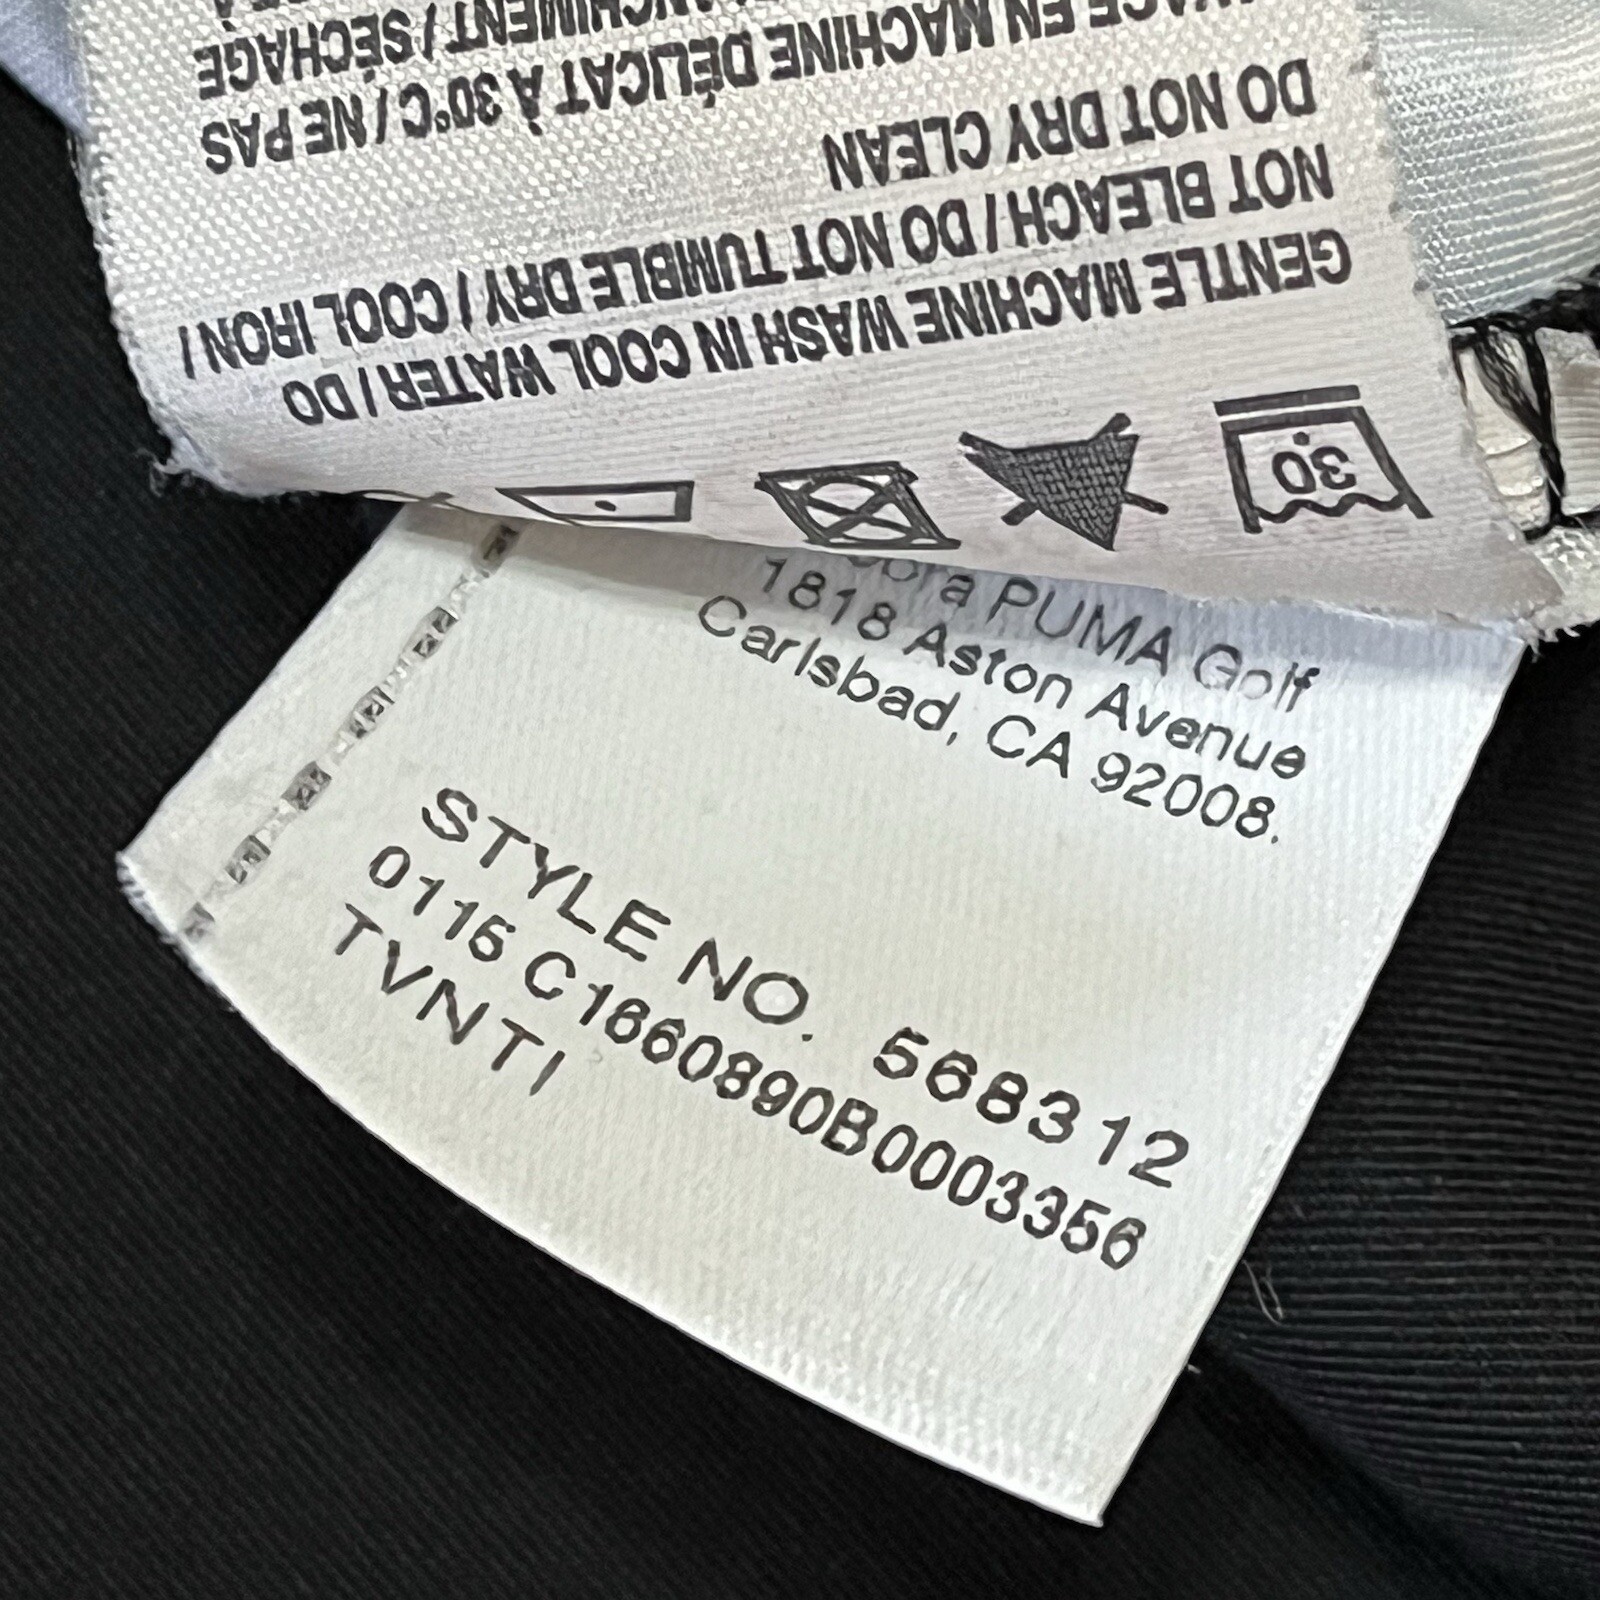 GENTLE MACHINE WASH IN COOL WATER / DO
NOT BLEACH / DO NOT TUMBLE DRY / COOL IRON /
DO NOT DRY CLEAN
EN MACHINE DÉLICAT À 30°C / NE PAS
SÉCHAGE
30
a PUMA Golf
1818 Aston Avenue
Carlsbad, CA 92008.
STYLE NO. 568312
0115 C1660890B0003356
TVNTI